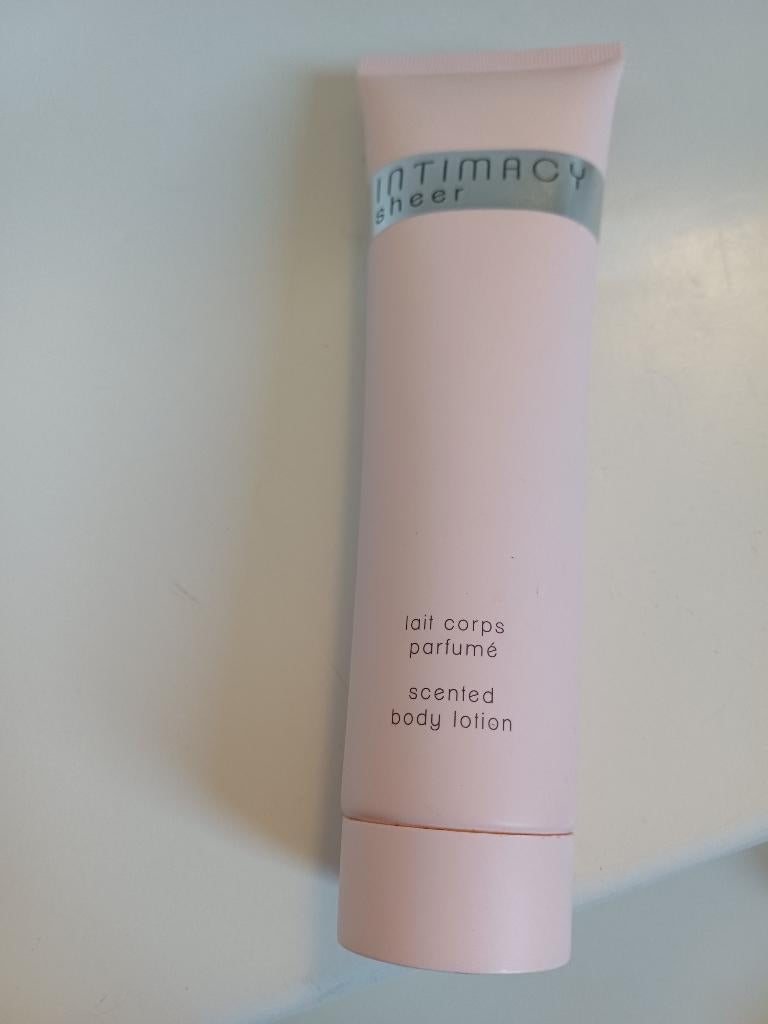 INTIMACY
sheer
lait corps
parfumé
scented
body lotion